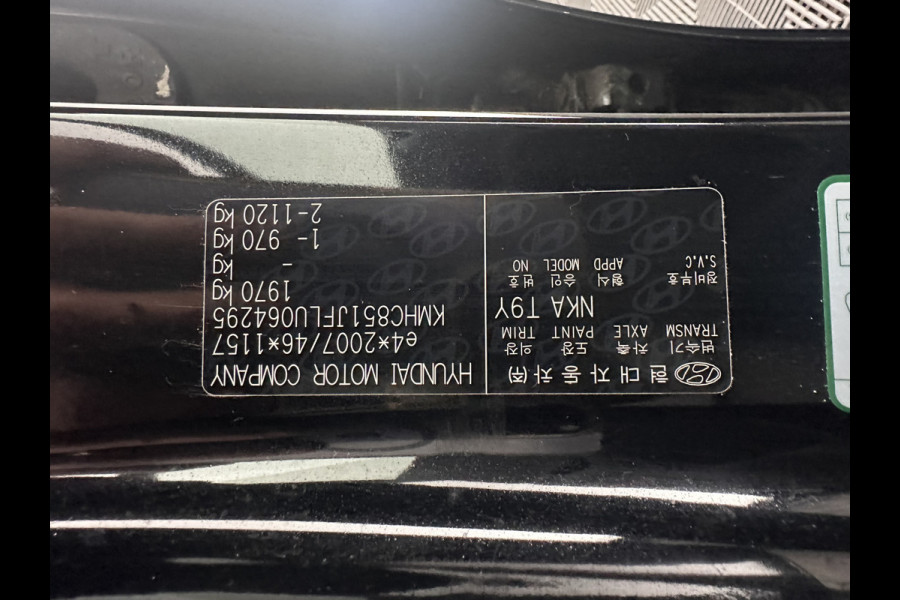 현대자동차(주)
변속기 차축 도장 의장
TRANSM AXLE PAINT TRIM
NKA T9Y
정비부호 형식 승인 번호
S.V.C APPD MODEL NO
HYUNDAI MOTOR COMPANY
e4*2007/46*1157
KMHC851JFLU064295
1970 kg
- kg
1- 970 kg
2-1120 kg